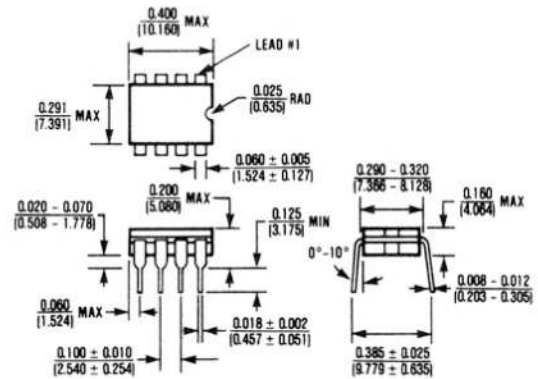 0.400 MAX
(10.160)
LEAD #1
0.025 RAD
(0.635)
0.291 MAX
(7.391)
0.060 ± 0.005
(1.524 ± 0.127)
0.290 - 0.320
(7.366 - 8.128)
0.200 MAX
(5.080)
0.160 MAX
(4.064)
0.020 - 0.070
(0.508 - 1.778)
0.125 MIN
(3.175)
0°-10°
0.008 - 0.012
(0.203 - 0.305)
0.060 MAX
(1.524)
0.018 ± 0.002
(0.457 ± 0.051)
0.100 ± 0.010
(2.540 ± 0.254)
0.385 ± 0.025
(9.779 ± 0.635)